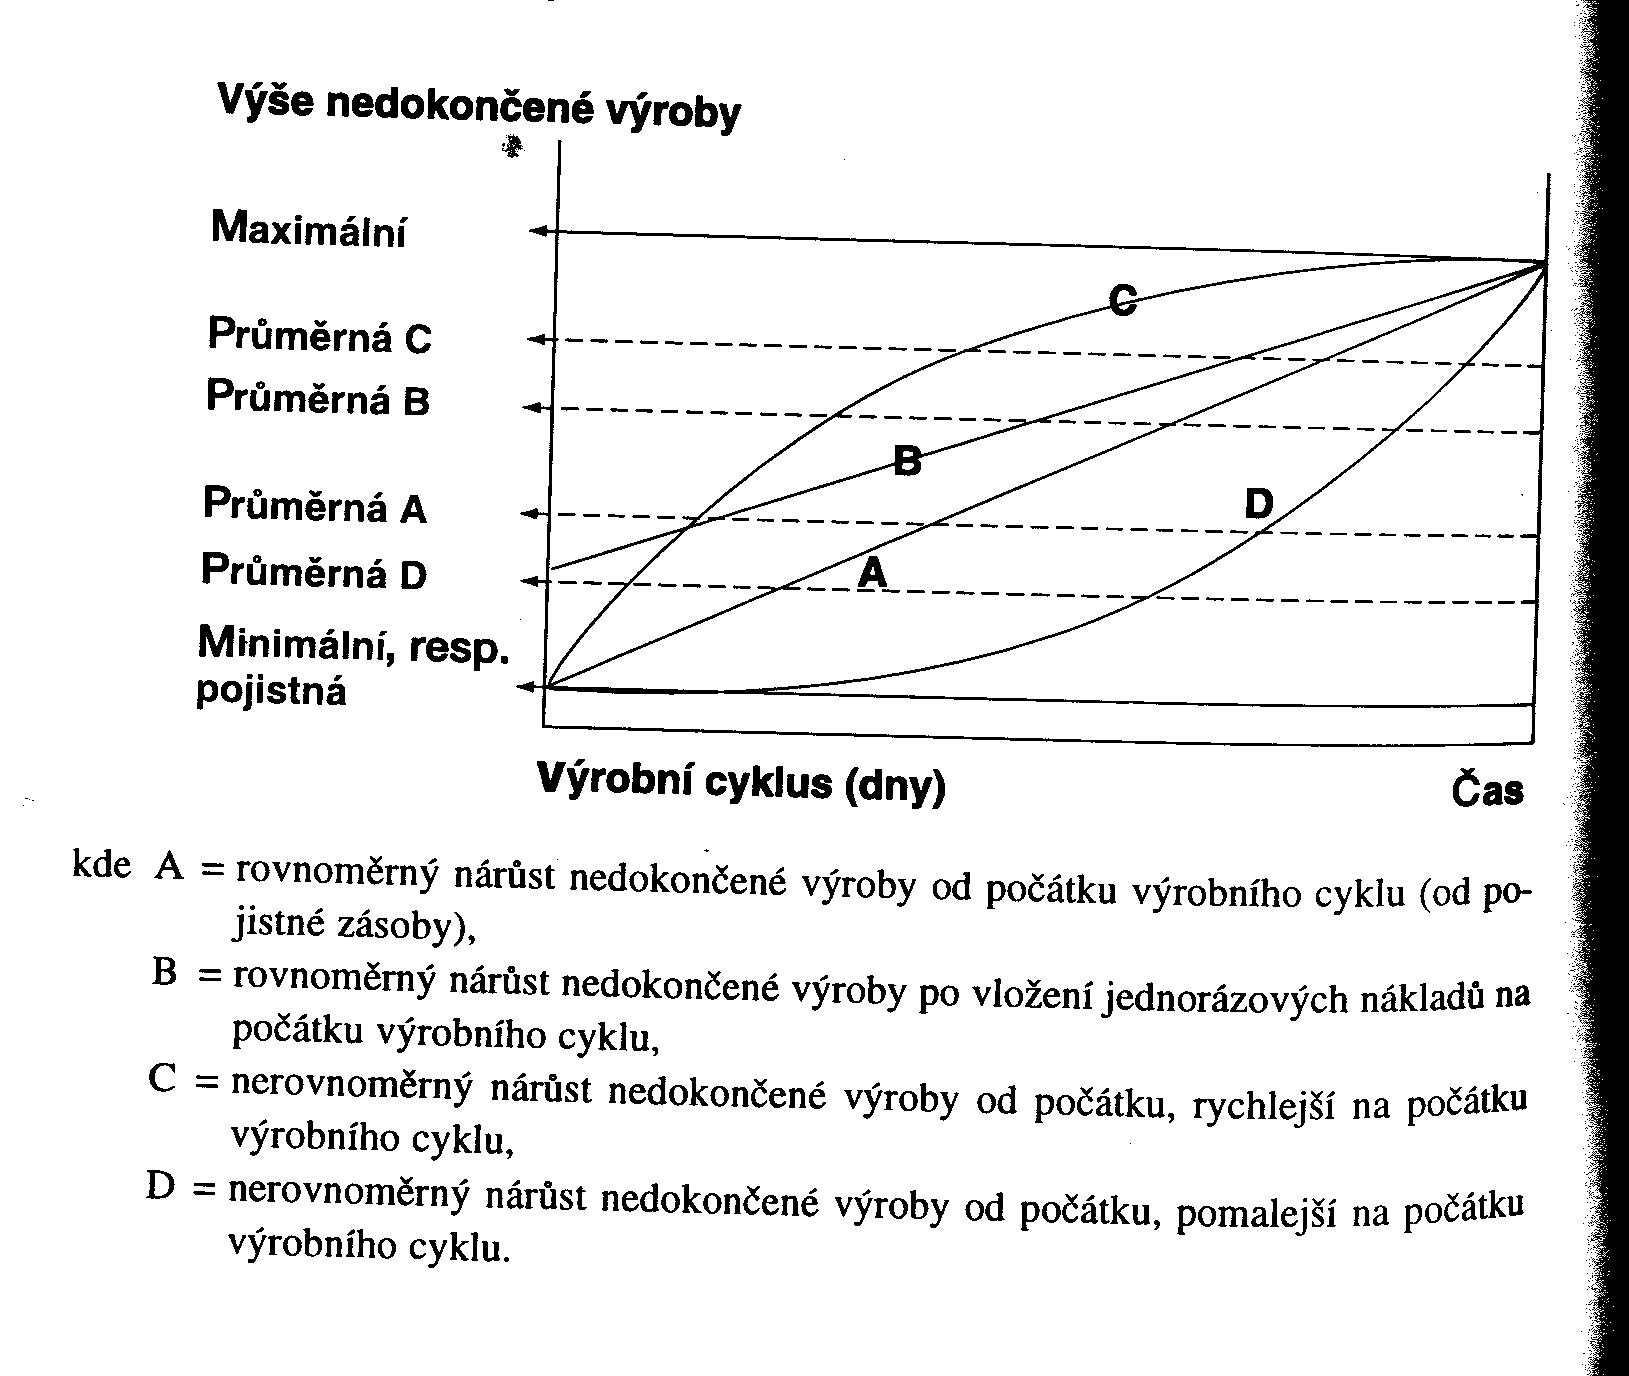 Výše nedokončené výroby
Maximální
C
Průměrná C
Průměrná B
B
Průměrná A
D
Průměrná D
A
Minimální, resp.
pojistná
Výrobní cyklus (dny)
Čas
kde A = rovnoměrný nárůst nedokončené výroby od počátku výrobního cyklu (od po-
jistné zásoby),
B = rovnoměrný nárůst nedokončené výroby po vložení jednorázových nákladů na
počátku výrobního cyklu,
C = nerovnoměrný nárůst nedokončené výroby od počátku, rychlejší na počátku
výrobního cyklu,
D = nerovnoměrný nárůst nedokončené výroby od počátku, pomalejší na počátku
výrobního cyklu.